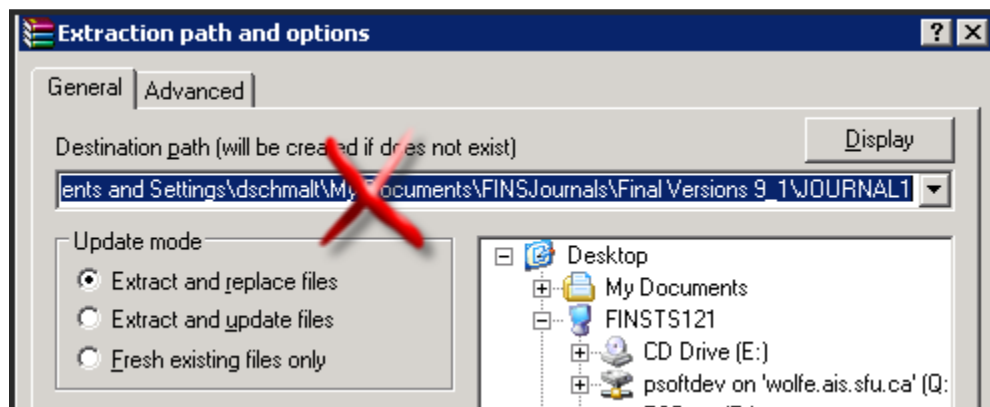 Extraction path and options
General Advanced
Destination path (will be created if does not exist)
Display
ents and Settings\dschmalt\My Documents\FINSJournals\Final Versions 9_1\JOURNAL1
Update mode
Extract and replace files
Extract and update files
Fresh existing files only
Desktop
My Documents
FINSTS121
CD Drive (E:)
psoftdev on 'wolfe.ais.sfu.ca' (Q: